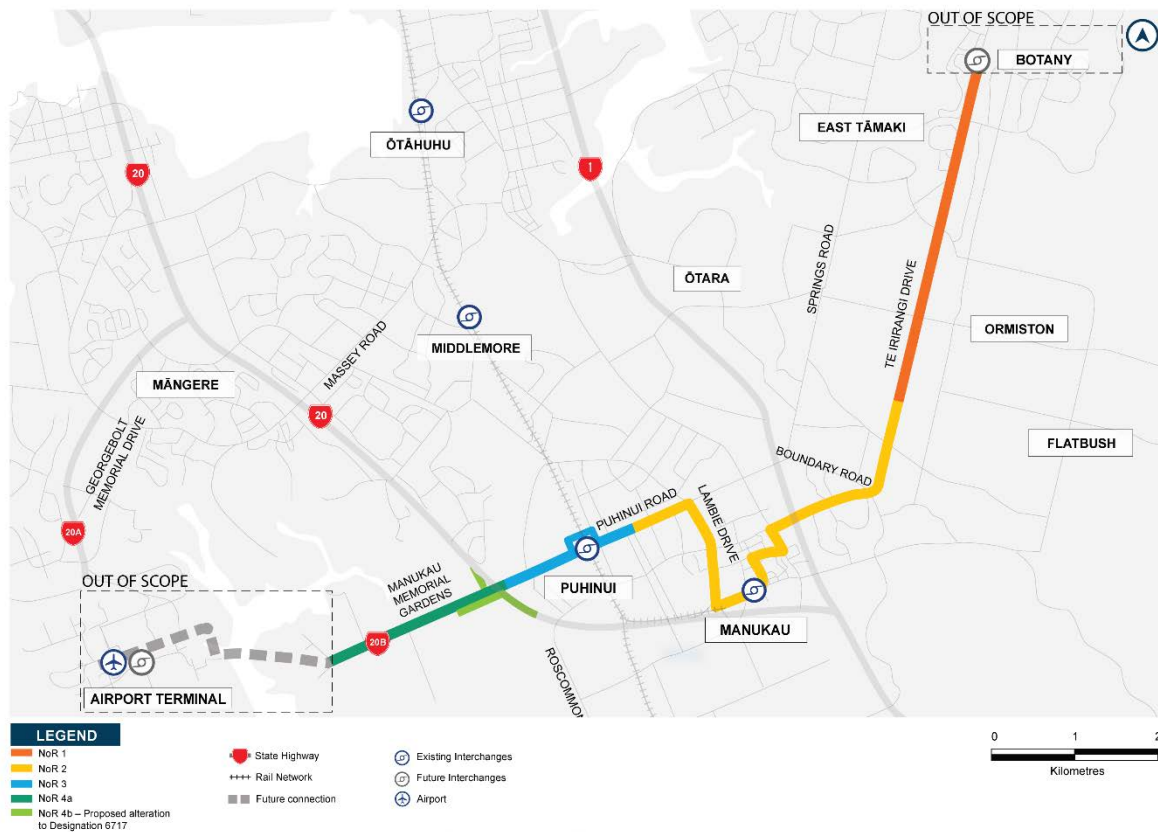 OUT OF SCOPE
BOTANY
ŌTĀHUHU
EAST TĀMAKI
20
1
ŌTARA
SPRINGS ROAD
TE IRIRANGI DRIVE
MIDDLEMORE
ORMISTON
MASSEY ROAD
MĀNGERE
20
GEORGEBOLT
MEMORIAL DRIVE
FLATBUSH
BOUNDARY ROAD
LAMBIE DRIVE
PUHINUI ROAD
20A
OUT OF SCOPE
MANUKAU
MEMORIAL
GARDENS
PUHINUI
MANUKAU
20B
ROSCOMMON
AIRPORT TERMINAL
LEGEND
NoR 1
NoR 2
NoR 3
NoR 4a
NoR 4b – Proposed alteration
to Designation 6717
State Highway
Rail Network
Future connection
Existing Interchanges
Future Interchanges
Airport
0 1 2
Kilometres